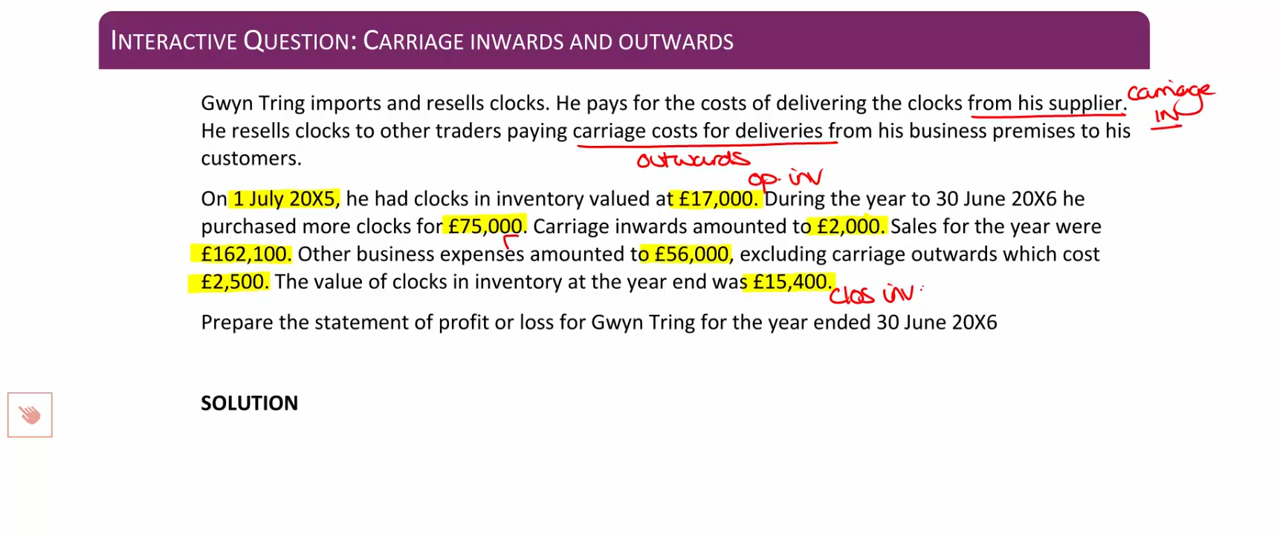 INTERACTIVE QUESTION: CARRIAGE INWARDS AND OUTWARDS
Gwyn Tring imports and resells clocks. He pays for the costs of delivering the clocks from his supplier. carriage
in
He resells clocks to other traders paying carriage costs for deliveries from his business premises to his
customers.
outwards
op. inv
On 1 July 20X5, he had clocks in inventory valued at £17,000. During the year to 30 June 20X6 he
purchased more clocks for £75,000. Carriage inwards amounted to £2,000. Sales for the year were
£162,100. Other business expenses amounted to £56,000, excluding carriage outwards which cost
£2,500. The value of clocks in inventory at the year end was £15,400.
clos inv.
Prepare the statement of profit or loss for Gwyn Tring for the year ended 30 June 20X6
SOLUTION